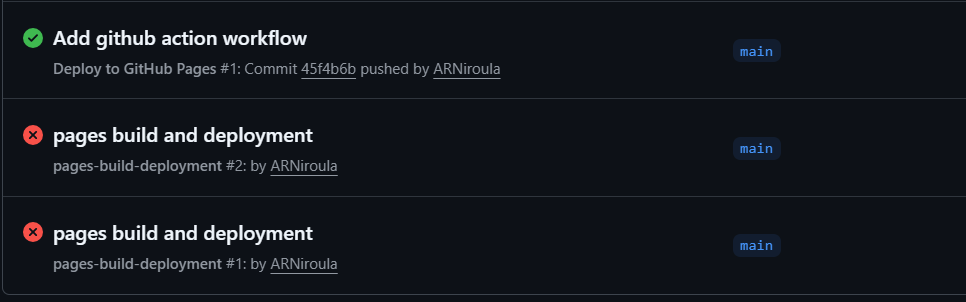 Add github action workflow
Deploy to GitHub Pages #1: Commit 45f4b6b pushed by ARNiroula
main
pages build and deployment
pages-build-deployment #2: by ARNiroula
main
pages build and deployment
pages-build-deployment #1: by ARNiroula
main